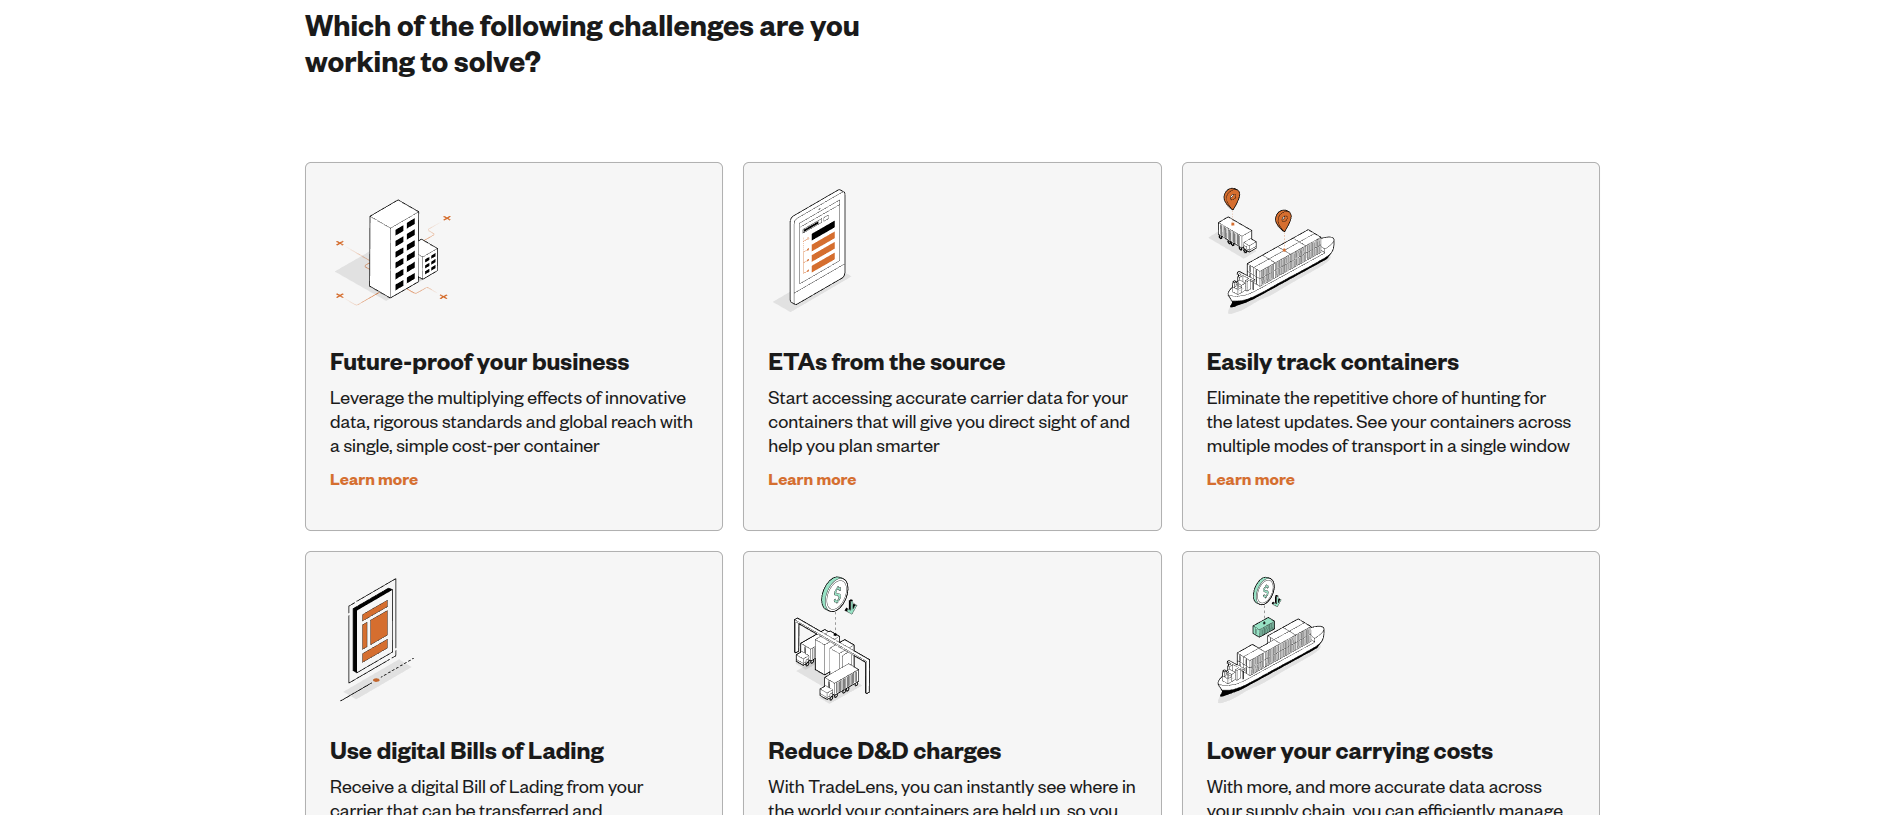 Which of the following challenges are you
working to solve?
Future-proof your business
Leverage the multiplying effects of innovative
data, rigorous standards and global reach with
a single, simple cost-per container
Learn more
ETAs from the source
Start accessing accurate carrier data for your
containers that will give you direct sight of and
help you plan smarter
Learn more
Easily track containers
Eliminate the repetitive chore of hunting for
the latest updates. See your containers across
multiple modes of transport in a single window
Learn more
Use digital Bills of Lading
Receive a digital Bill of Lading from your
carrier that can be transferred and
Reduce D&D charges
With TradeLens, you can instantly see where in
the world your containers are held up, so you
Lower your carrying costs
With more, and more accurate data across
your supply chain, you can efficiently manage